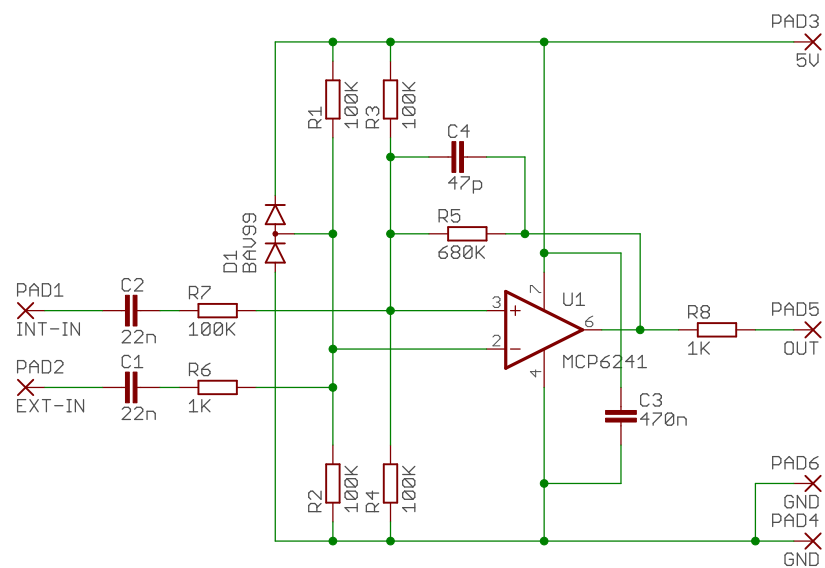 PAD3
5V
R1
100K
R3
100K
C4
47p
R5
680K
D1
BAV99
PAD1
INT-IN
C2
22n
R7
100K
3
+
7
U1
6
2
−
4
MCP6241
R8
1K
PAD5
OUT
PAD2
EXT-IN
C1
22n
R6
1K
C3
470n
R2
100K
R4
100K
PAD6
GND
PAD4
GND